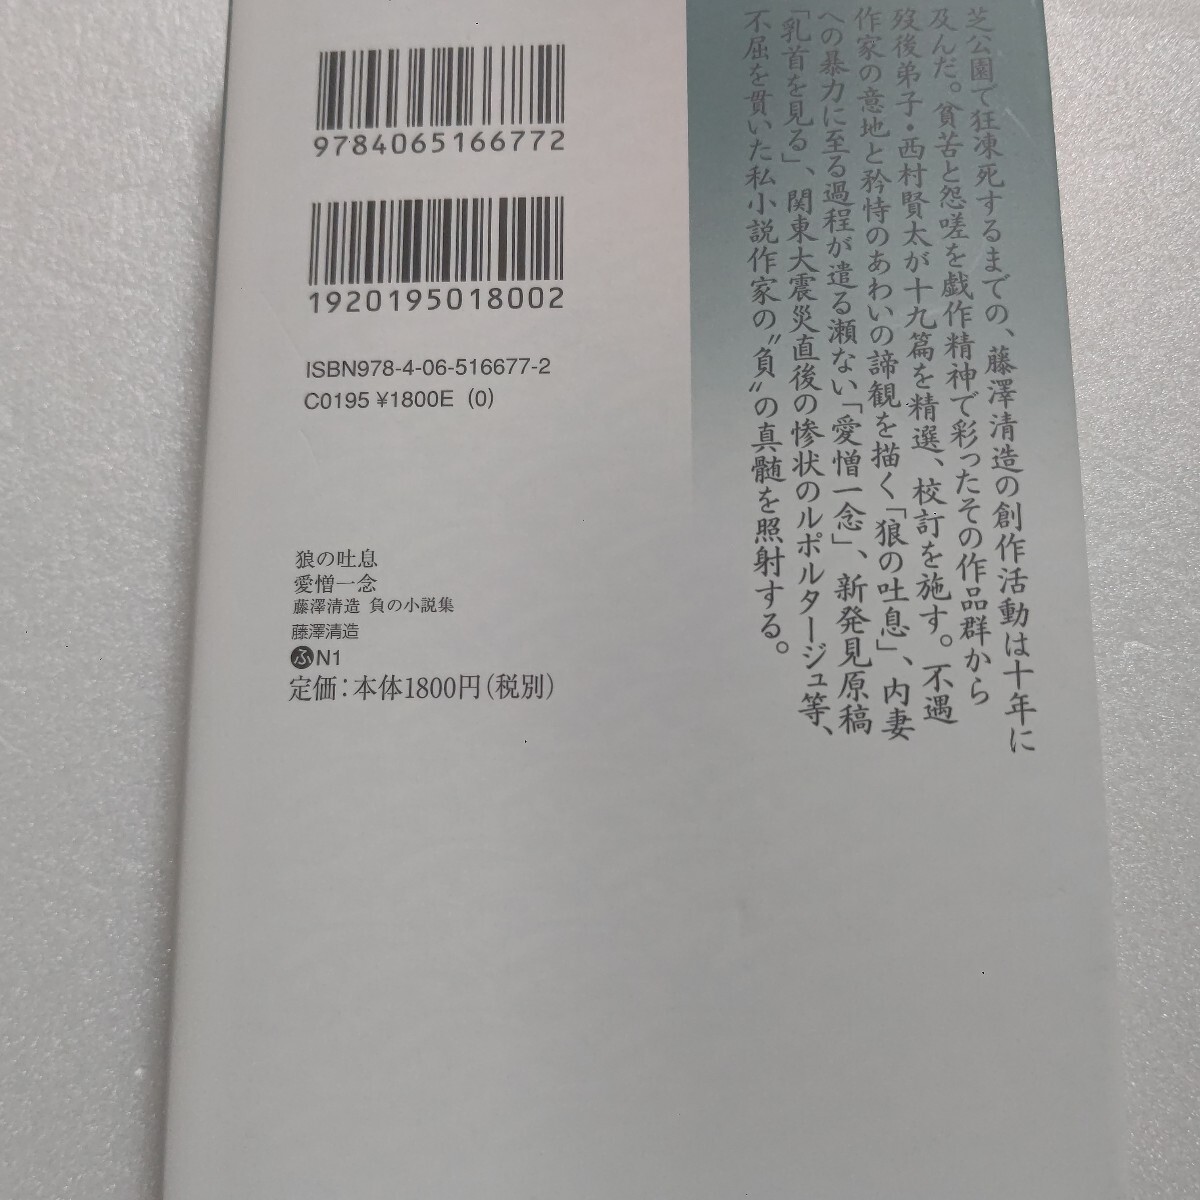 芝公園で狂凍死するまでの、藤澤清造の創作活動は十年に
及んだ。貧苦と怨嗟を戯作精神で彩ったその作品群から
歿後弟子・西村賢太が十九篇を精選、校訂を施す。不遇
作家の意地と矜恃のあわいの諦観を描く「狼の吐息」、内妻
への暴力に至る過程が遣る瀬ない「愛憎一念」、新発見原稿
「乳首を見る」、関東大震災直後の惨状のルポルタージュ等、
不屈を貫いた私小説作家の〝負〟の真髄を照射する。
9784065166772
1920195018002
ISBN978-4-06-516677-2
C0195 ¥1800E (0)
狼の吐息
愛憎一念
藤澤清造 負の小説集
藤澤清造
ふN1
定価：本体1800円（税別）